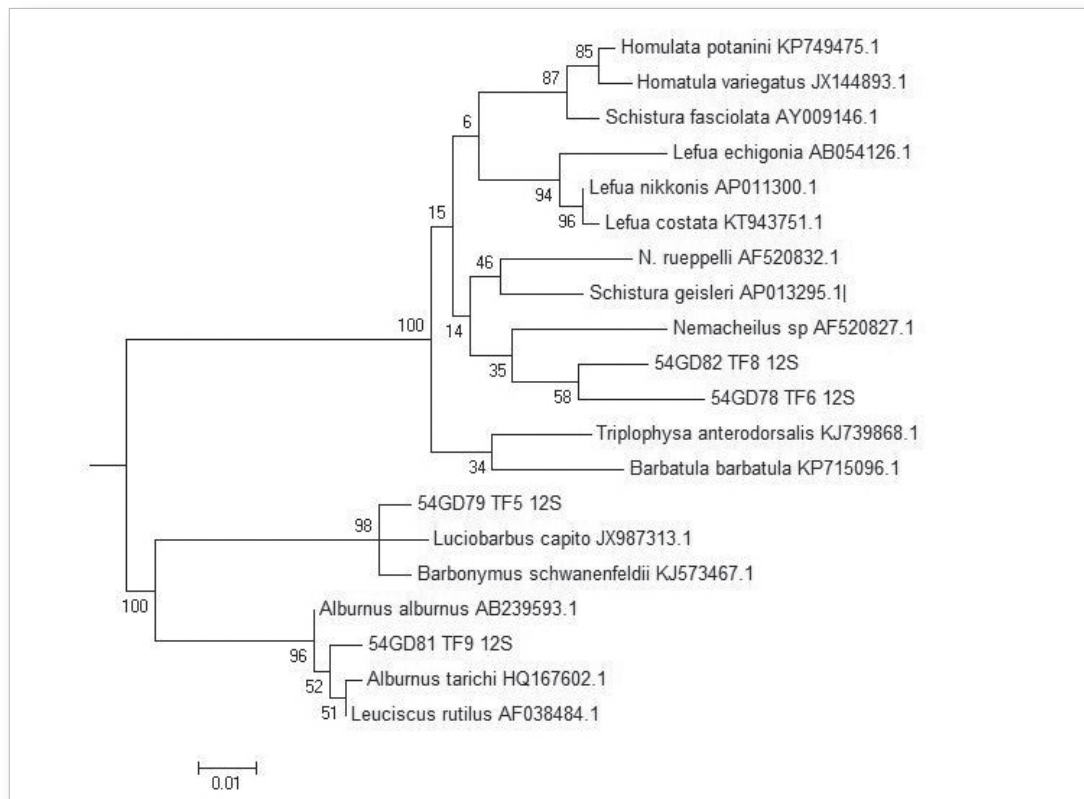 Homulata potanini KP749475.1
85
Homatula variegatus JX144893.1
87
Schistura fasciolata AY009146.1
6
Lefua echigonia AB054126.1
94
Lefua nikkonis AP011300.1
96
Lefua costata KT943751.1
15
N. rueppelli AF520832.1
46
Schistura geisleri AP013295.1|
100
14
Nemacheilus sp AF520827.1
35
54GD82 TF8 12S
58
54GD78 TF6 12S
Triplophysa anterodorsalis KJ739868.1
34
Barbatula barbatula KP715096.1
54GD79 TF5 12S
98
Luciobarbus capito JX987313.1
Barbonymus schwanenfeldii KJ573467.1
100
Alburnus alburnus AB239593.1
96
54GD81 TF9 12S
52
Alburnus tarichi HQ167602.1
51
Leuciscus rutilus AF038484.1
0.01